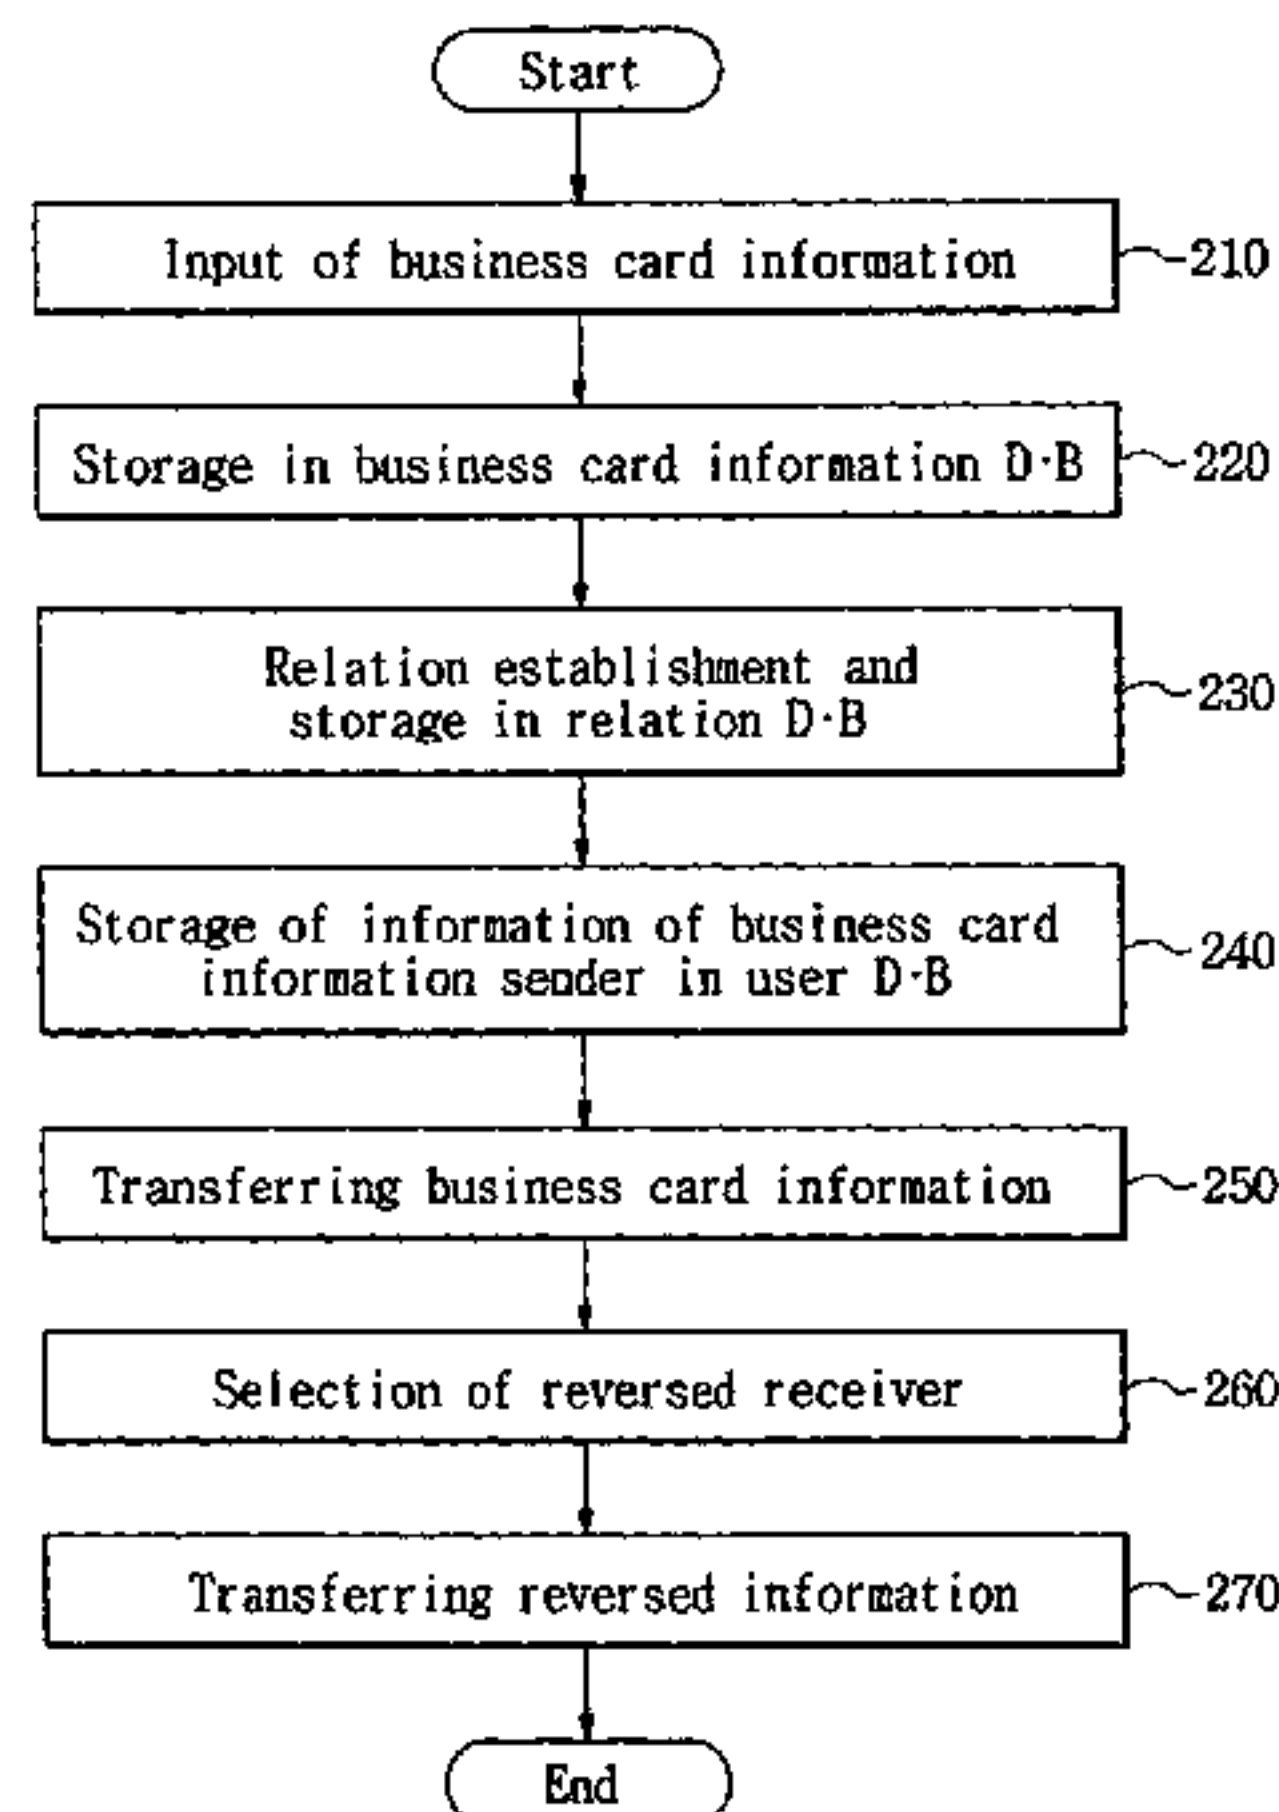 Start
Input of business card information
210
Storage in business card information D·B
220
Relation establishment and
storage in relation D·B
230
Storage of information of business card
information sender in user D·B
240
Transferring business card information
250
Selection of reversed receiver
260
Transferring reversed information
270
End